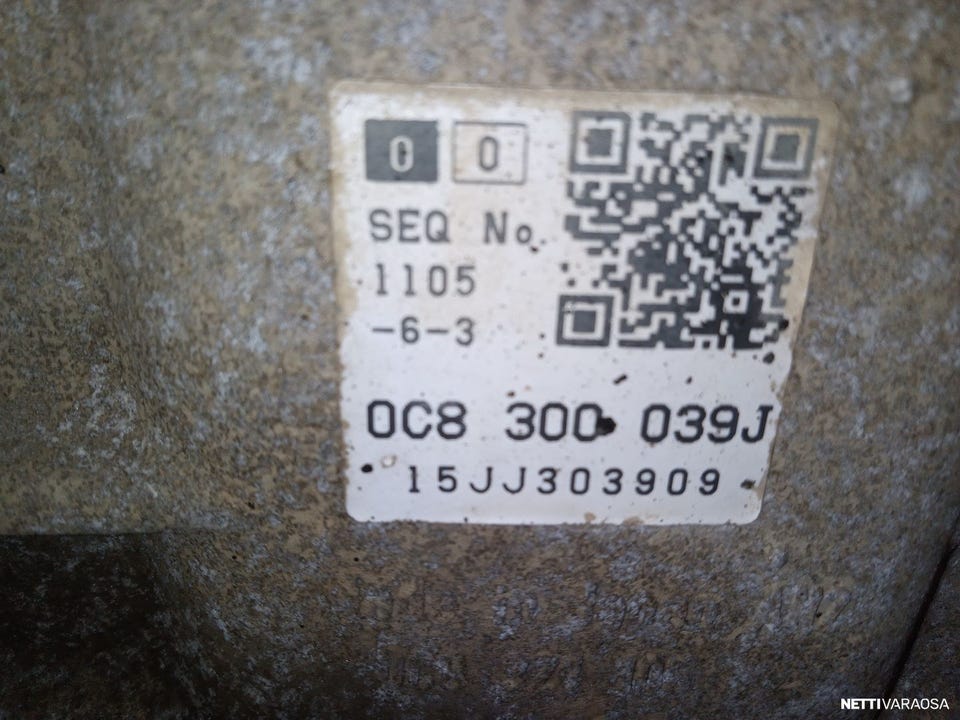 0 0
SEQ No.
1105
-6-3
0C8 300 039J
15JJ303909
NETTIVARAOSA